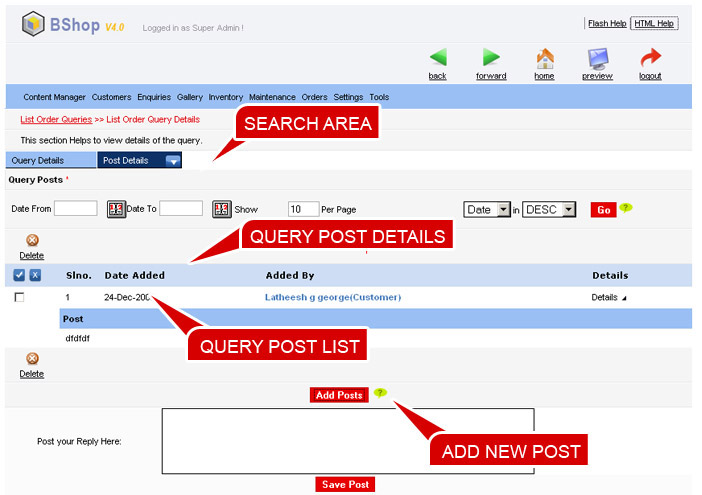 BShop V4.0 Logged in as Super Admin !
Flash Help HTML Help
back forward home preview logout
Content Manager Customers Enquiries Gallery Inventory Maintenance Orders Settings Tools
List Order Queries >> List Order Query Details
SEARCH AREA
This section Helps to view details of the query.
Query Details Post Details
Query Posts *
Date From Date To Show 10 Per Page Date in DESC Go ?
QUERY POST DETAILS
Delete
Slno. Date Added Added By Details
1 24-Dec-200 Latheesh g george(Customer) Details
Post
dfdfdf
QUERY POST LIST
Delete
Add Posts ?
ADD NEW POST
Post your Reply Here:
Save Post